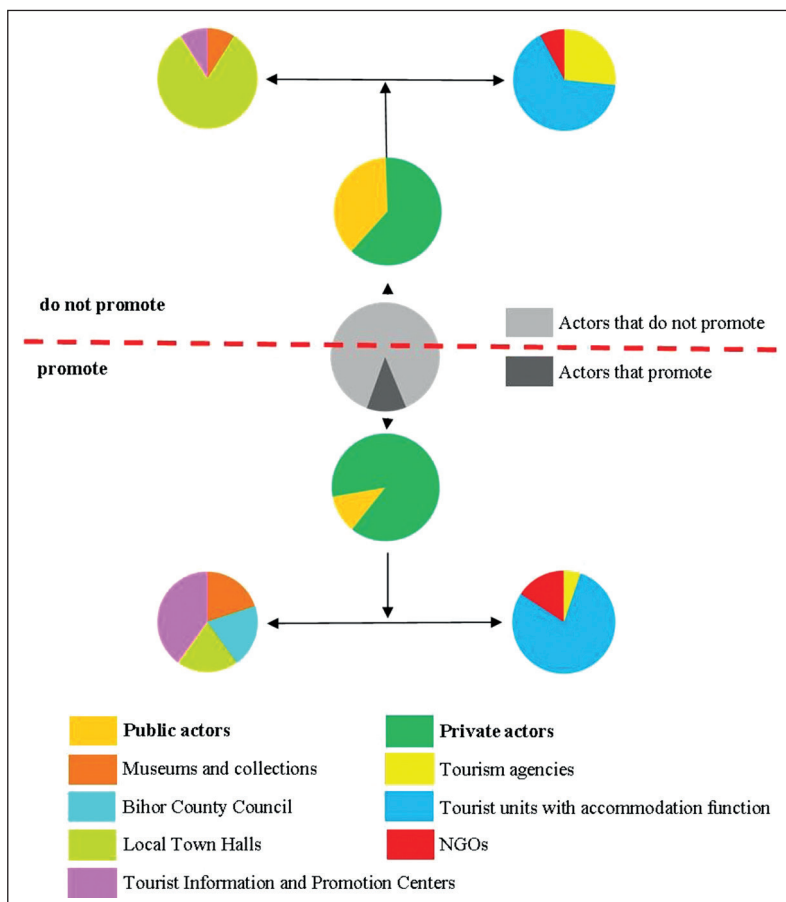 do not promote
promote
Actors that do not promote
Actors that promote
Public actors
Museums and collections
Bihor County Council
Local Town Halls
Tourist Information and Promotion Centers
Private actors
Tourism agencies
Tourist units with accommodation function
NGOs